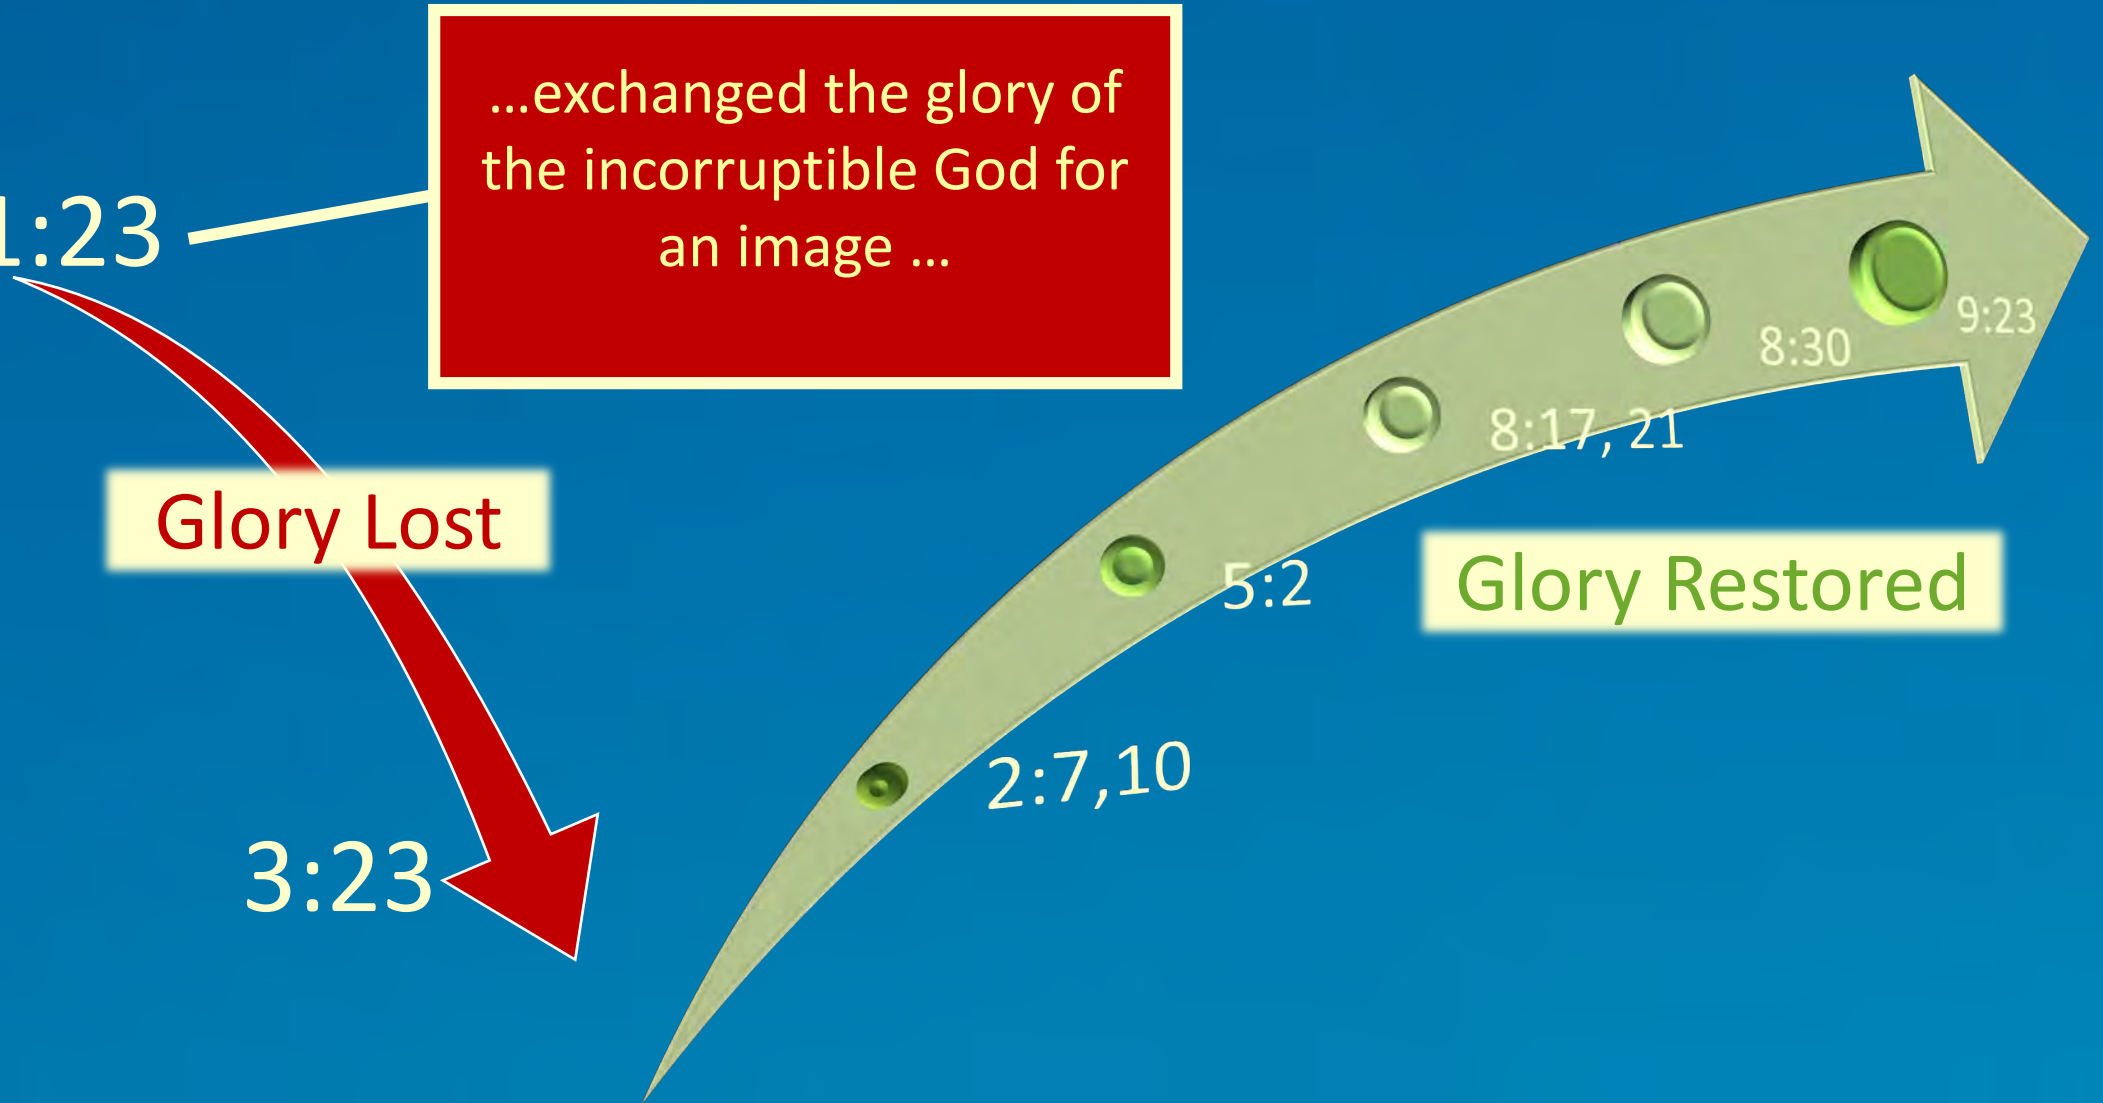 ...exchanged the glory of
the incorruptible God for
an image ...
1:23
Glory Lost
3:23
2:7,10
5:2
8:17, 21
8:30
9:23
Glory Restored